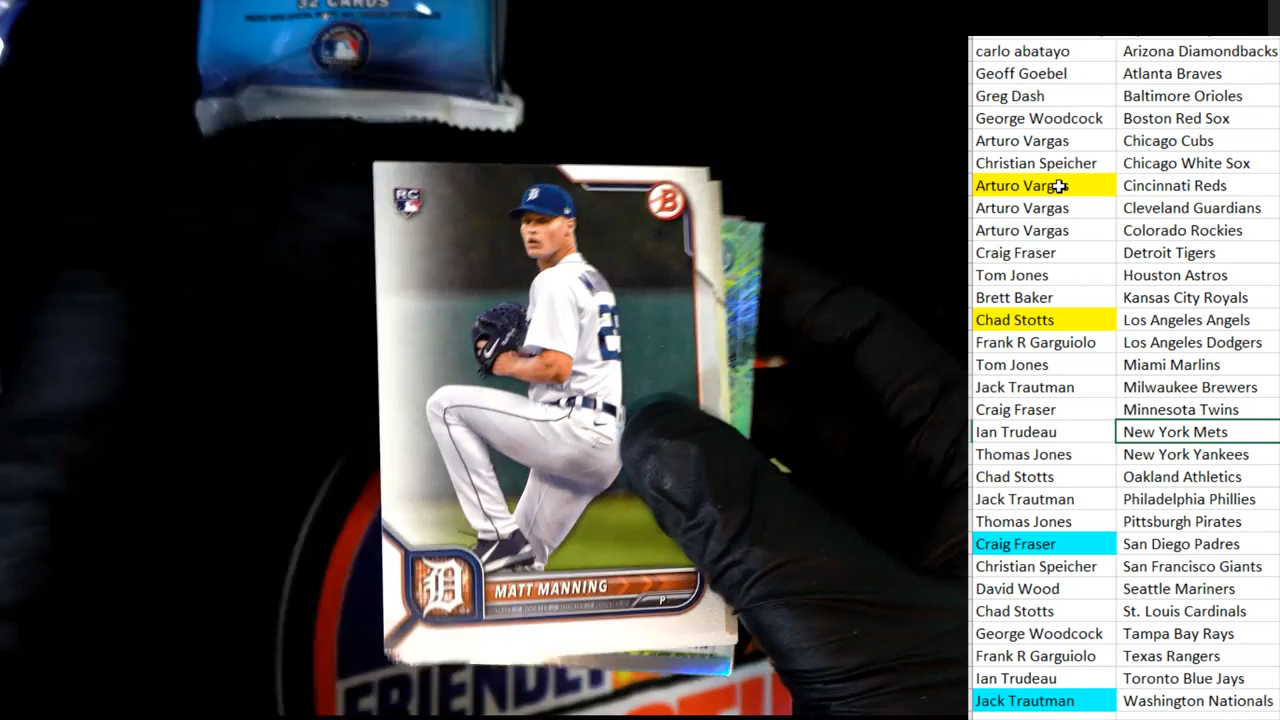 32 CARDS
RC
B
D
MATT MANNING
P
FRIENDLY
carlo abatayo Arizona Diamondbacks
Geoff Goebel Atlanta Braves
Greg Dash Baltimore Orioles
George Woodcock Boston Red Sox
Arturo Vargas Chicago Cubs
Christian Speicher Chicago White Sox
Arturo Vargas Cincinnati Reds
Arturo Vargas Cleveland Guardians
Arturo Vargas Colorado Rockies
Craig Fraser Detroit Tigers
Tom Jones Houston Astros
Brett Baker Kansas City Royals
Chad Stotts Los Angeles Angels
Frank R Garguiolo Los Angeles Dodgers
Tom Jones Miami Marlins
Jack Trautman Milwaukee Brewers
Craig Fraser Minnesota Twins
Ian Trudeau New York Mets
Thomas Jones New York Yankees
Chad Stotts Oakland Athletics
Jack Trautman Philadelphia Phillies
Thomas Jones Pittsburgh Pirates
Craig Fraser San Diego Padres
Christian Speicher San Francisco Giants
David Wood Seattle Mariners
Chad Stotts St. Louis Cardinals
George Woodcock Tampa Bay Rays
Frank R Garguiolo Texas Rangers
Ian Trudeau Toronto Blue Jays
Jack Trautman Washington Nationals